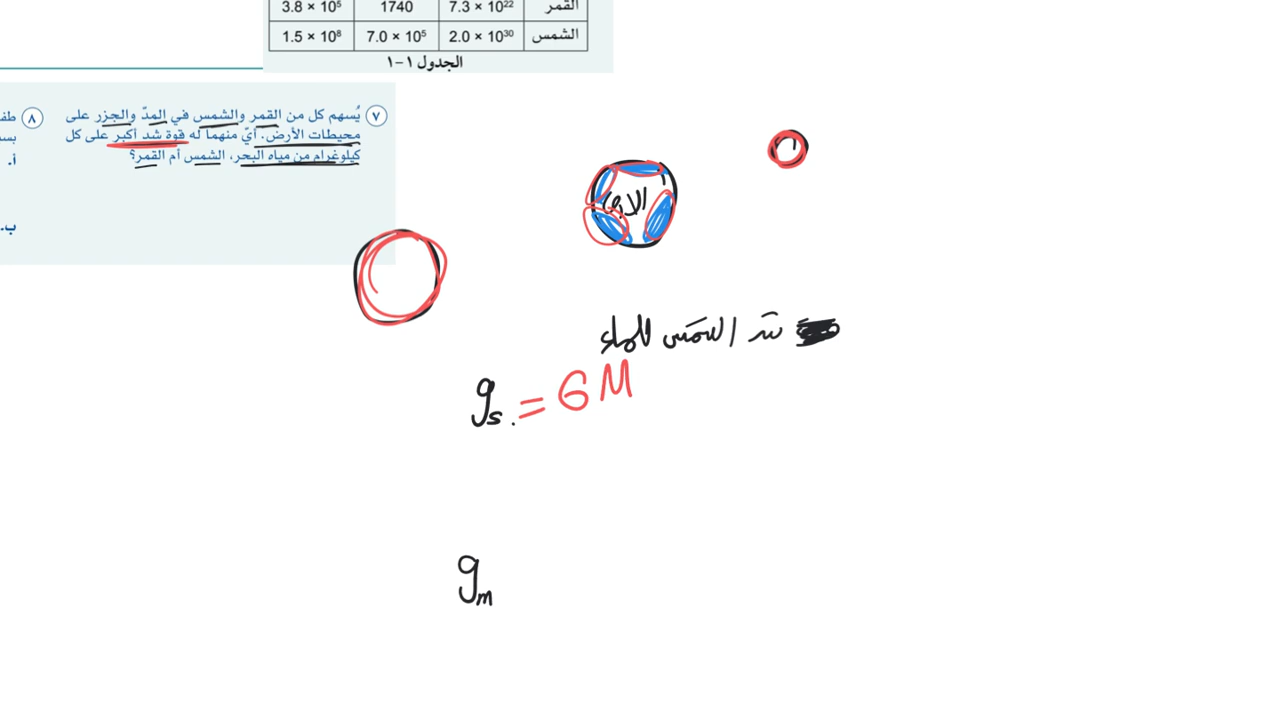 القمر 7.3 × 10²² 1740 3.8 × 10⁵
الشمس 2.0 × 10³⁰ 7.0 × 10⁵ 1.5 × 10⁸
الجدول ١-١
٧ يُسهم كل من القمر والشمس في المدّ والجزر على
محيطات الأرض. أيّ منهما له قوة شد أكبر على كل
كيلوغرام من مياه البحر، الشمس أم القمر؟
٨
أ.
ب.
الارض
شد الشمس للماء
gs = GM
gm